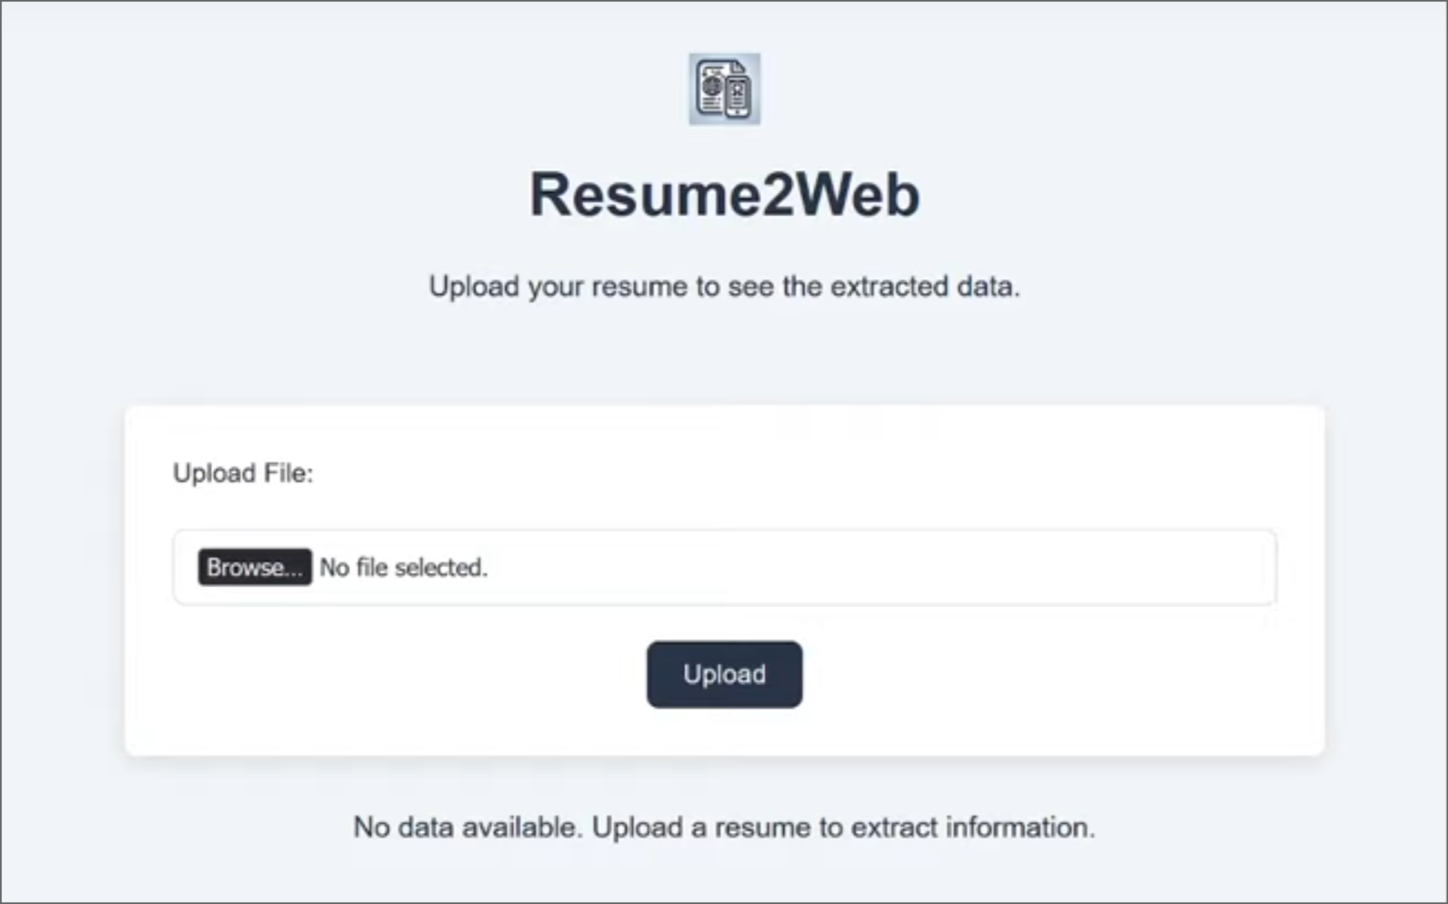 Resume2Web
Upload your resume to see the extracted data.
Upload File:
Browse... No file selected.
Upload
No data available. Upload a resume to extract information.